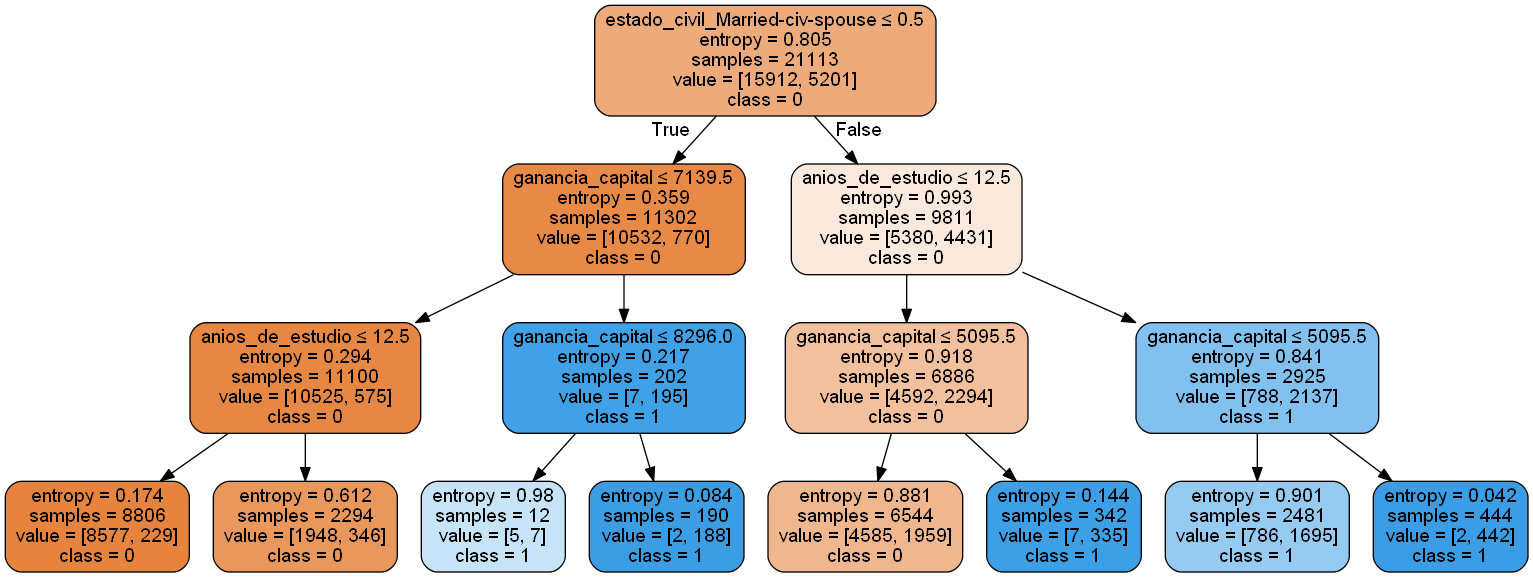 estado_civil_Married-civ-spouse ≤ 0.5
entropy = 0.805
samples = 21113
value = [15912, 5201]
class = 0
True
False
ganancia_capital ≤ 7139.5
entropy = 0.359
samples = 11302
value = [10532, 770]
class = 0
anios_de_estudio ≤ 12.5
entropy = 0.993
samples = 9811
value = [5380, 4431]
class = 0
anios_de_estudio ≤ 12.5
entropy = 0.294
samples = 11100
value = [10525, 575]
class = 0
ganancia_capital ≤ 8296.0
entropy = 0.217
samples = 202
value = [7, 195]
class = 1
ganancia_capital ≤ 5095.5
entropy = 0.918
samples = 6886
value = [4592, 2294]
class = 0
ganancia_capital ≤ 5095.5
entropy = 0.841
samples = 2925
value = [788, 2137]
class = 1
entropy = 0.174
samples = 8806
value = [8577, 229]
class = 0
entropy = 0.612
samples = 2294
value = [1948, 346]
class = 0
entropy = 0.98
samples = 12
value = [5, 7]
class = 1
entropy = 0.084
samples = 190
value = [2, 188]
class = 1
entropy = 0.881
samples = 6544
value = [4585, 1959]
class = 0
entropy = 0.144
samples = 342
value = [7, 335]
class = 1
entropy = 0.901
samples = 2481
value = [786, 1695]
class = 1
entropy = 0.042
samples = 444
value = [2, 442]
class = 1